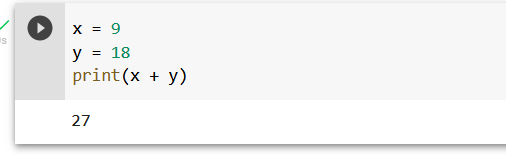 x = 9
y = 18
print(x + y)
27